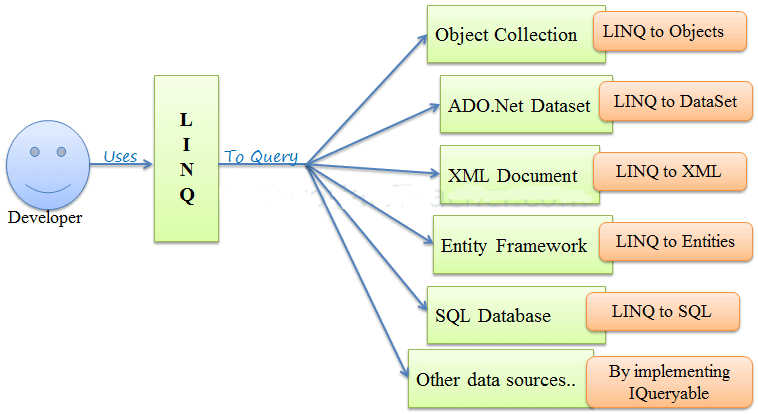 Object Collection
LINQ to Objects
ADO.Net Dataset
LINQ to DataSet
L
I
N
Q
Uses
To Query
XML Document
LINQ to XML
Developer
Entity Framework
LINQ to Entities
SQL Database
LINQ to SQL
Other data sources..
By implementing
IQueryable